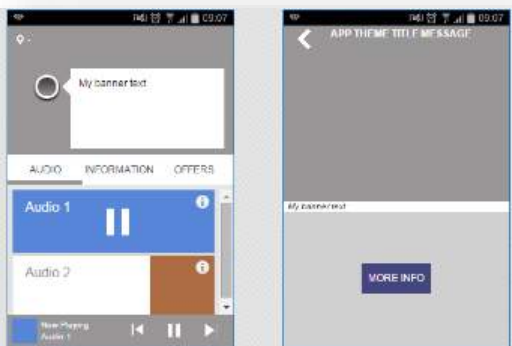 09:07
My banner text
AUDIO INFORMATION OFFERS
Audio 1
Audio 2
Now Playing
Audio 1
09:07
APP THEME TITLE MESSAGE
My banner text
MORE INFO